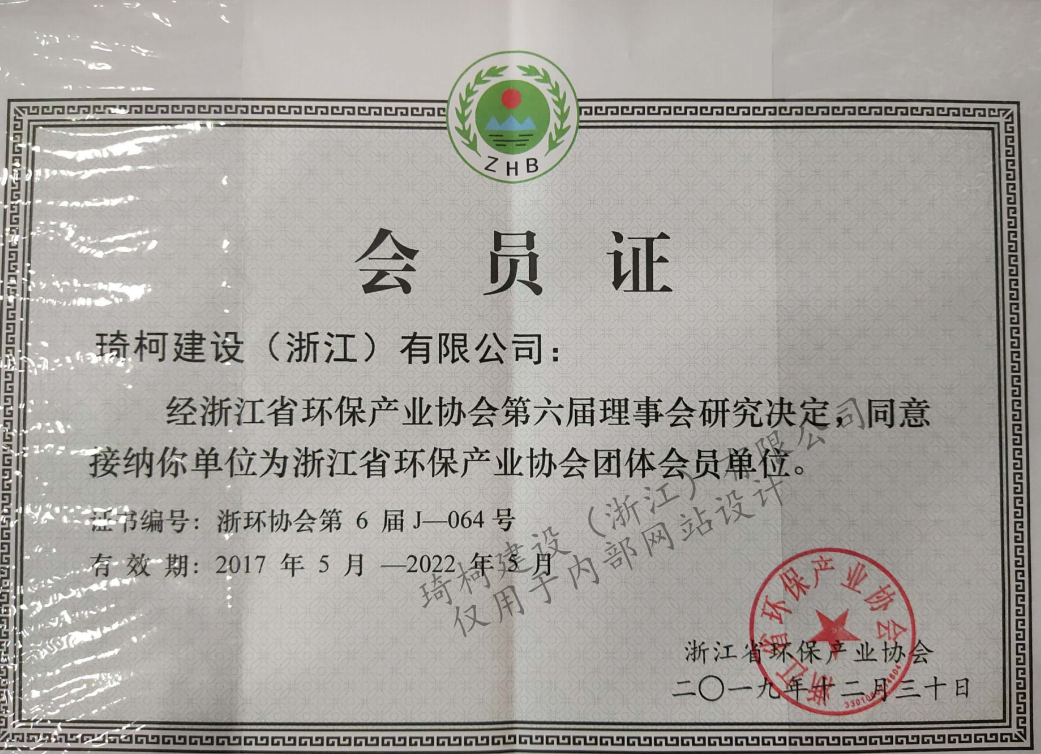 ZHB
会员证
琦柯建设（浙江）有限公司：
经浙江省环保产业协会第六届理事会研究决定，同意
接纳你单位为浙江省环保产业协会团体会员单位。
证书编号：浙环协会第 6 届 J—064 号
有 效 期：2017 年 5 月 —2022 年 5 月
琦柯建设（浙江）有限公司
仅用于内部网站设计
浙江省环保产业协会
二〇一九年十二月三十日
浙江省环保产业协会